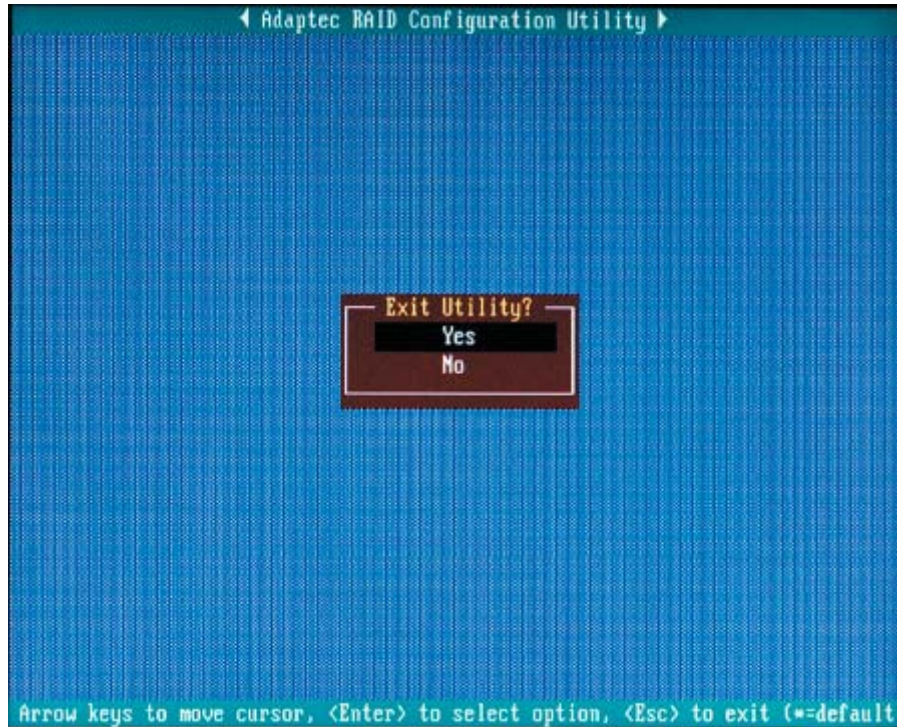 Adaptec RAID Configuration Utility
Exit Utility?
Yes
No
Arrow keys to move cursor, <Enter> to select option, <Esc> to exit (*=default